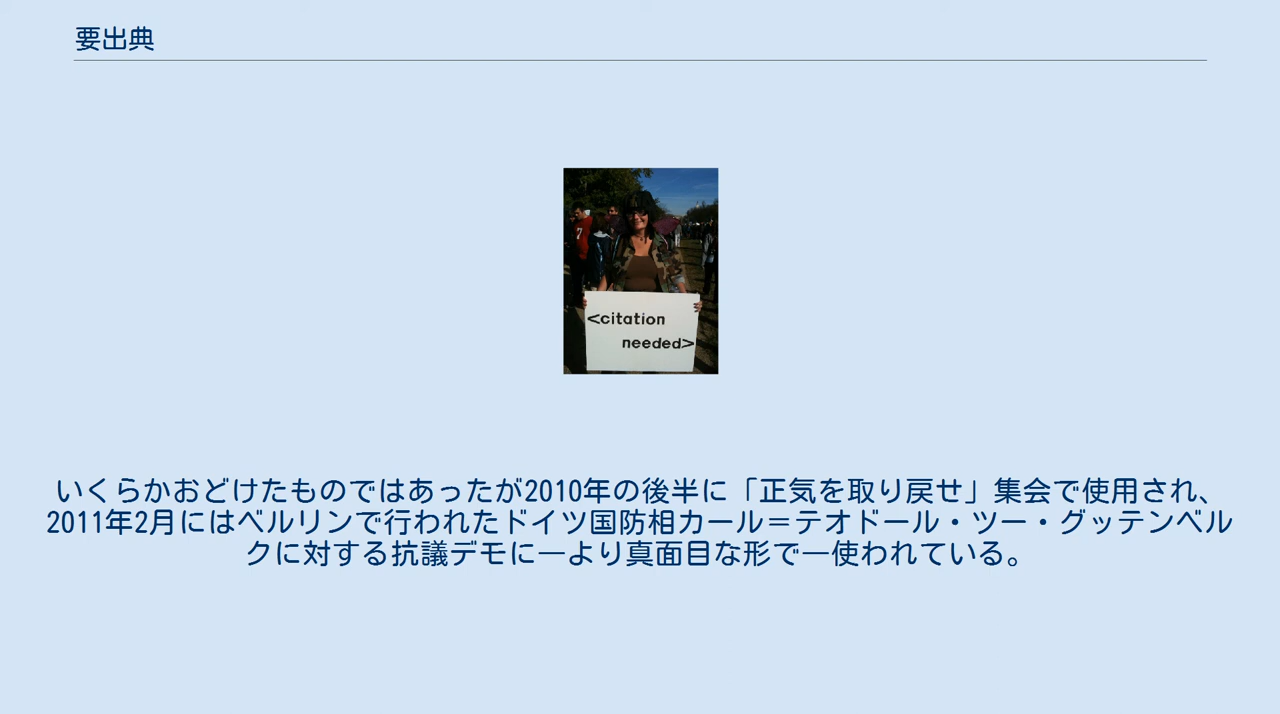 要出典
7
<citation
needed>
いくらかおどけたものではあったが2010年の後半に「正気を取り戻せ」集会で使用され、
2011年2月にはベルリンで行われたドイツ国防相カール＝テオドール・ツー・グッテンベル
クに対する抗議デモに—より真面目な形で—使われている。